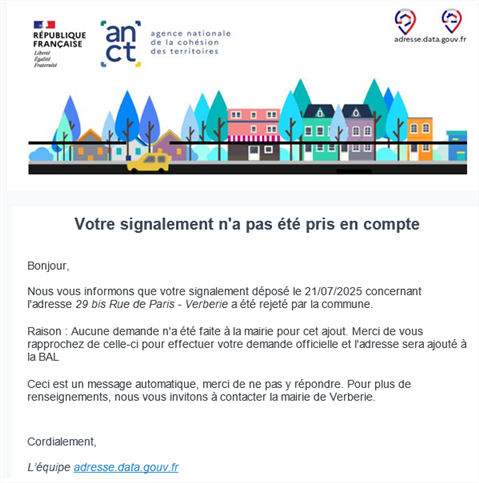 RÉPUBLIQUE
FRANÇAISE
Liberté
Égalité
Fraternité
an
ct
agence nationale
de la cohésion
des territoires
adresse.data.gouv.fr
Votre signalement n'a pas été pris en compte
Bonjour,
Nous vous informons que votre signalement déposé le 21/07/2025 concernant
l'adresse 29 bis Rue de Paris - Verberie a été rejeté par la commune.
Raison : Aucune demande n'a été faite à la mairie pour cet ajout. Merci de vous
rapprochez de celle-ci pour effectuer votre demande officielle et l'adresse sera ajouté à
la BAL
Ceci est un message automatique, merci de ne pas y répondre. Pour plus de
renseignements, nous vous invitons à contacter la mairie de Verberie.
Cordialement,
L'équipe adresse.data.gouv.fr